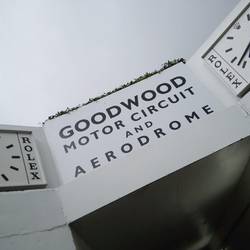 GOODWOOD
MOTOR CIRCUIT
AND
AERODROME
ROLEX
ROLEX